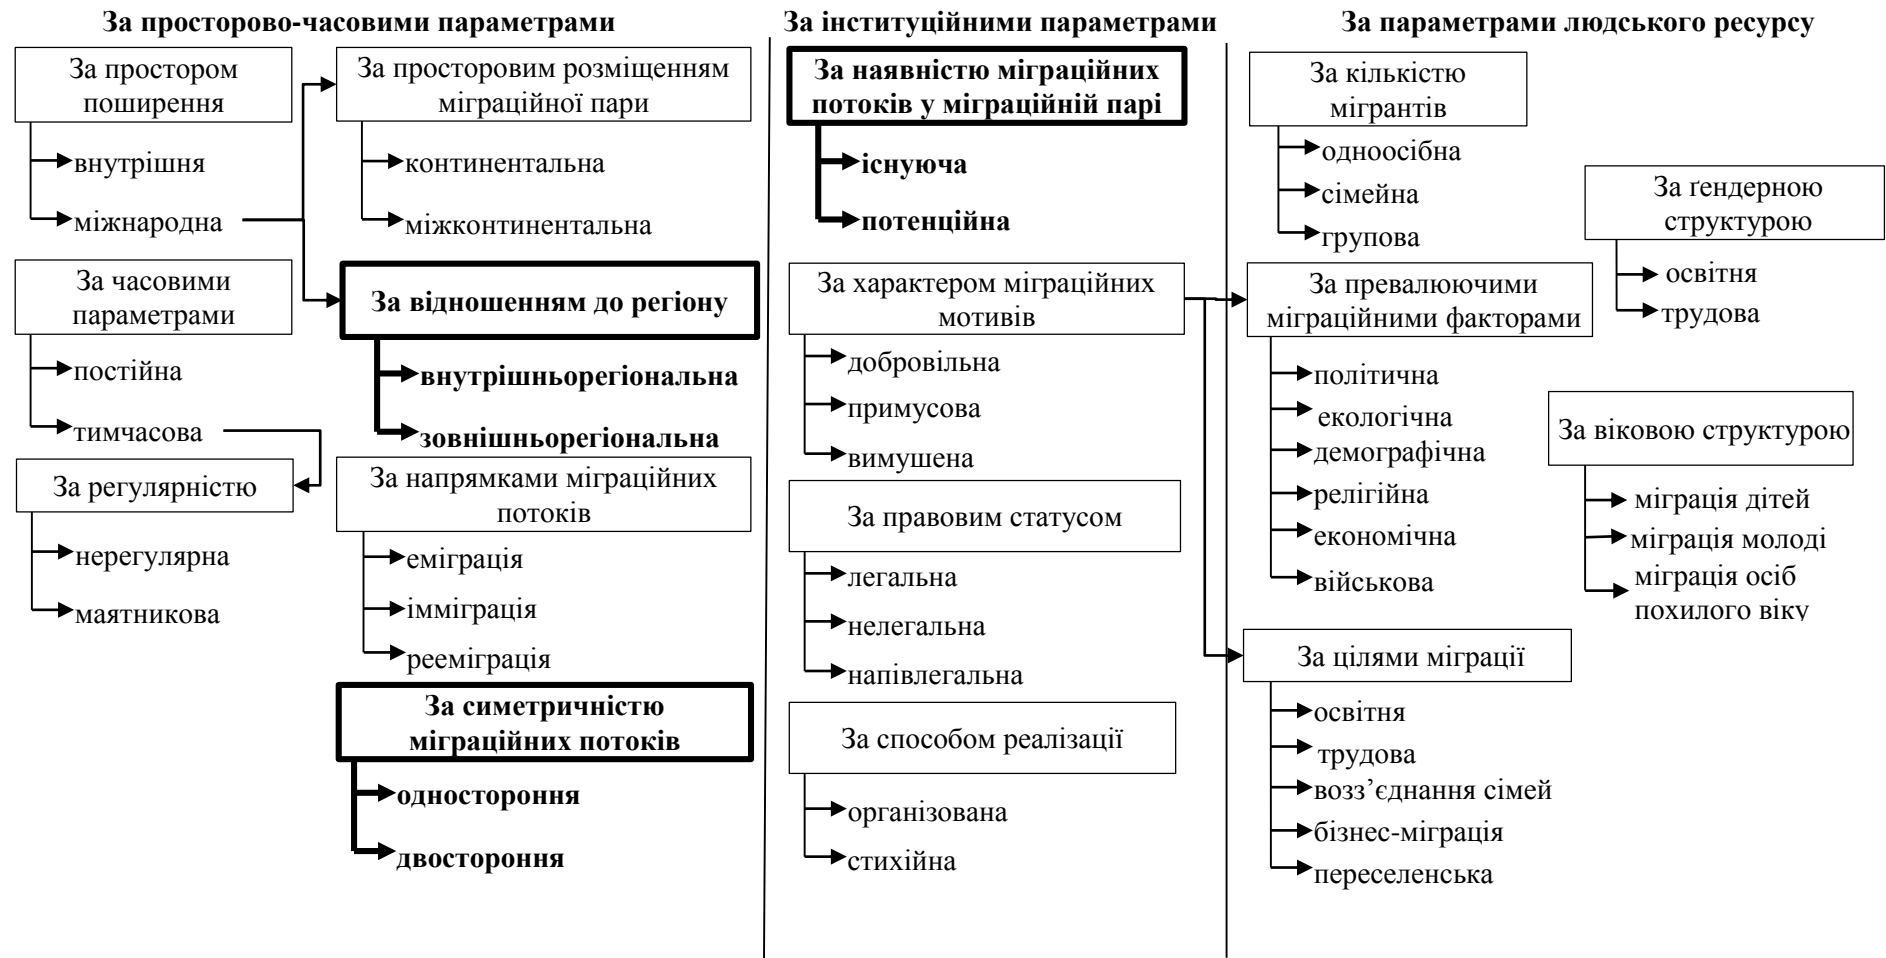 За просторово-часовими параметрами
За простором
поширення
внутрішня
міжнародна
За просторовим розміщенням
міграційної пари
континентальна
міжконтинентальна
За часовими
параметрами
постійна
тимчасова
За відношенням до регіону
внутрішньорегіональна
зовнішньорегіональна
За регулярністю
нерегулярна
маятникова
За напрямками міграційних
потоків
еміграція
імміграція
рееміграція
За симетричністю
міграційних потоків
одностороння
двостороння
За інституційними параметрами
За наявністю міграційних
потоків у міграційній парі
існуюча
потенційна
За характером міграційних
мотивів
добровільна
примусова
вимушена
За правовим статусом
легальна
нелегальна
напівлегальна
За способом реалізації
організована
стихійна
За параметрами людського ресурсу
За кількістю
мігрантів
одноосібна
сімейна
групова
За ґендерною
структурою
освітня
трудова
За превалюючими
міграційними факторами
політична
екологічна
демографічна
релігійна
економічна
військова
За віковою структурою
міграція дітей
міграція молоді
міграція осіб
похилого віку
За цілями міграції
освітня
трудова
возз’єднання сімей
бізнес-міграція
переселенська